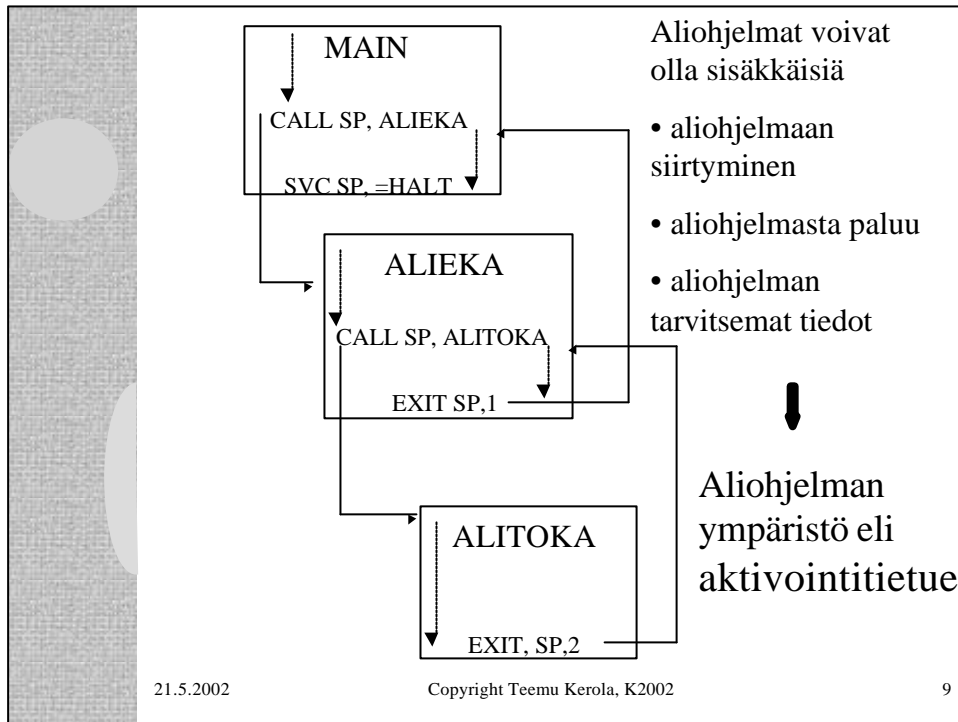 MAIN
CALL SP, ALIEKA
SVC SP, =HALT
ALIEKA
CALL SP, ALITOKA
EXIT SP,1
ALITOKA
EXIT, SP,2
Aliohjelmat voivat
olla sisäkkäisiä
• aliohjelmaan
siirtyminen
• aliohjelmasta paluu
• aliohjelman
tarvitsemat tiedot
Aliohjelman
ympäristö eli
aktivointitietue
21.5.2002
Copyright Teemu Kerola, K2002
9